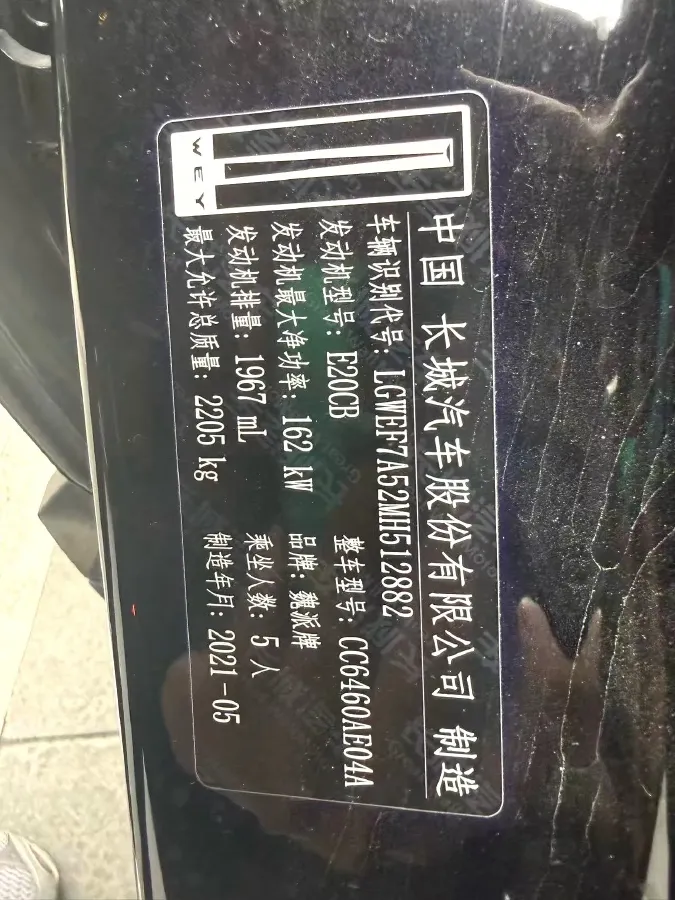 WEY
中国 长城汽车股份有限公司 制造
车辆识别代号: LGWEF7A52MH512882
发动机型号: E20CB 整车型号: CC6460AE04A
发动机最大净功率: 162 kW 品牌: 魏派牌
发动机排量: 1967 mL 乘坐人数: 5 人
最大允许总质量: 2205 kg 制造年月: 2021-05